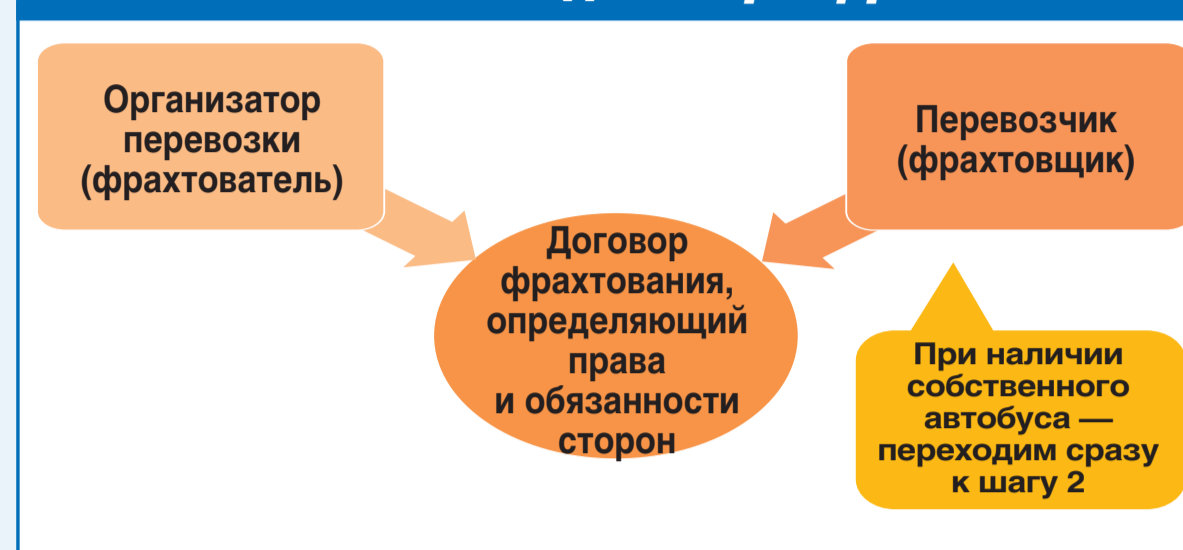 Организатор
перевозки
(фрахтователь)
Перевозчик
(фрахтовщик)
Договор
фрахтования,
определяющий
права
и обязанности
сторон
При наличии
собственного
автобуса —
переходим сразу
к шагу 2